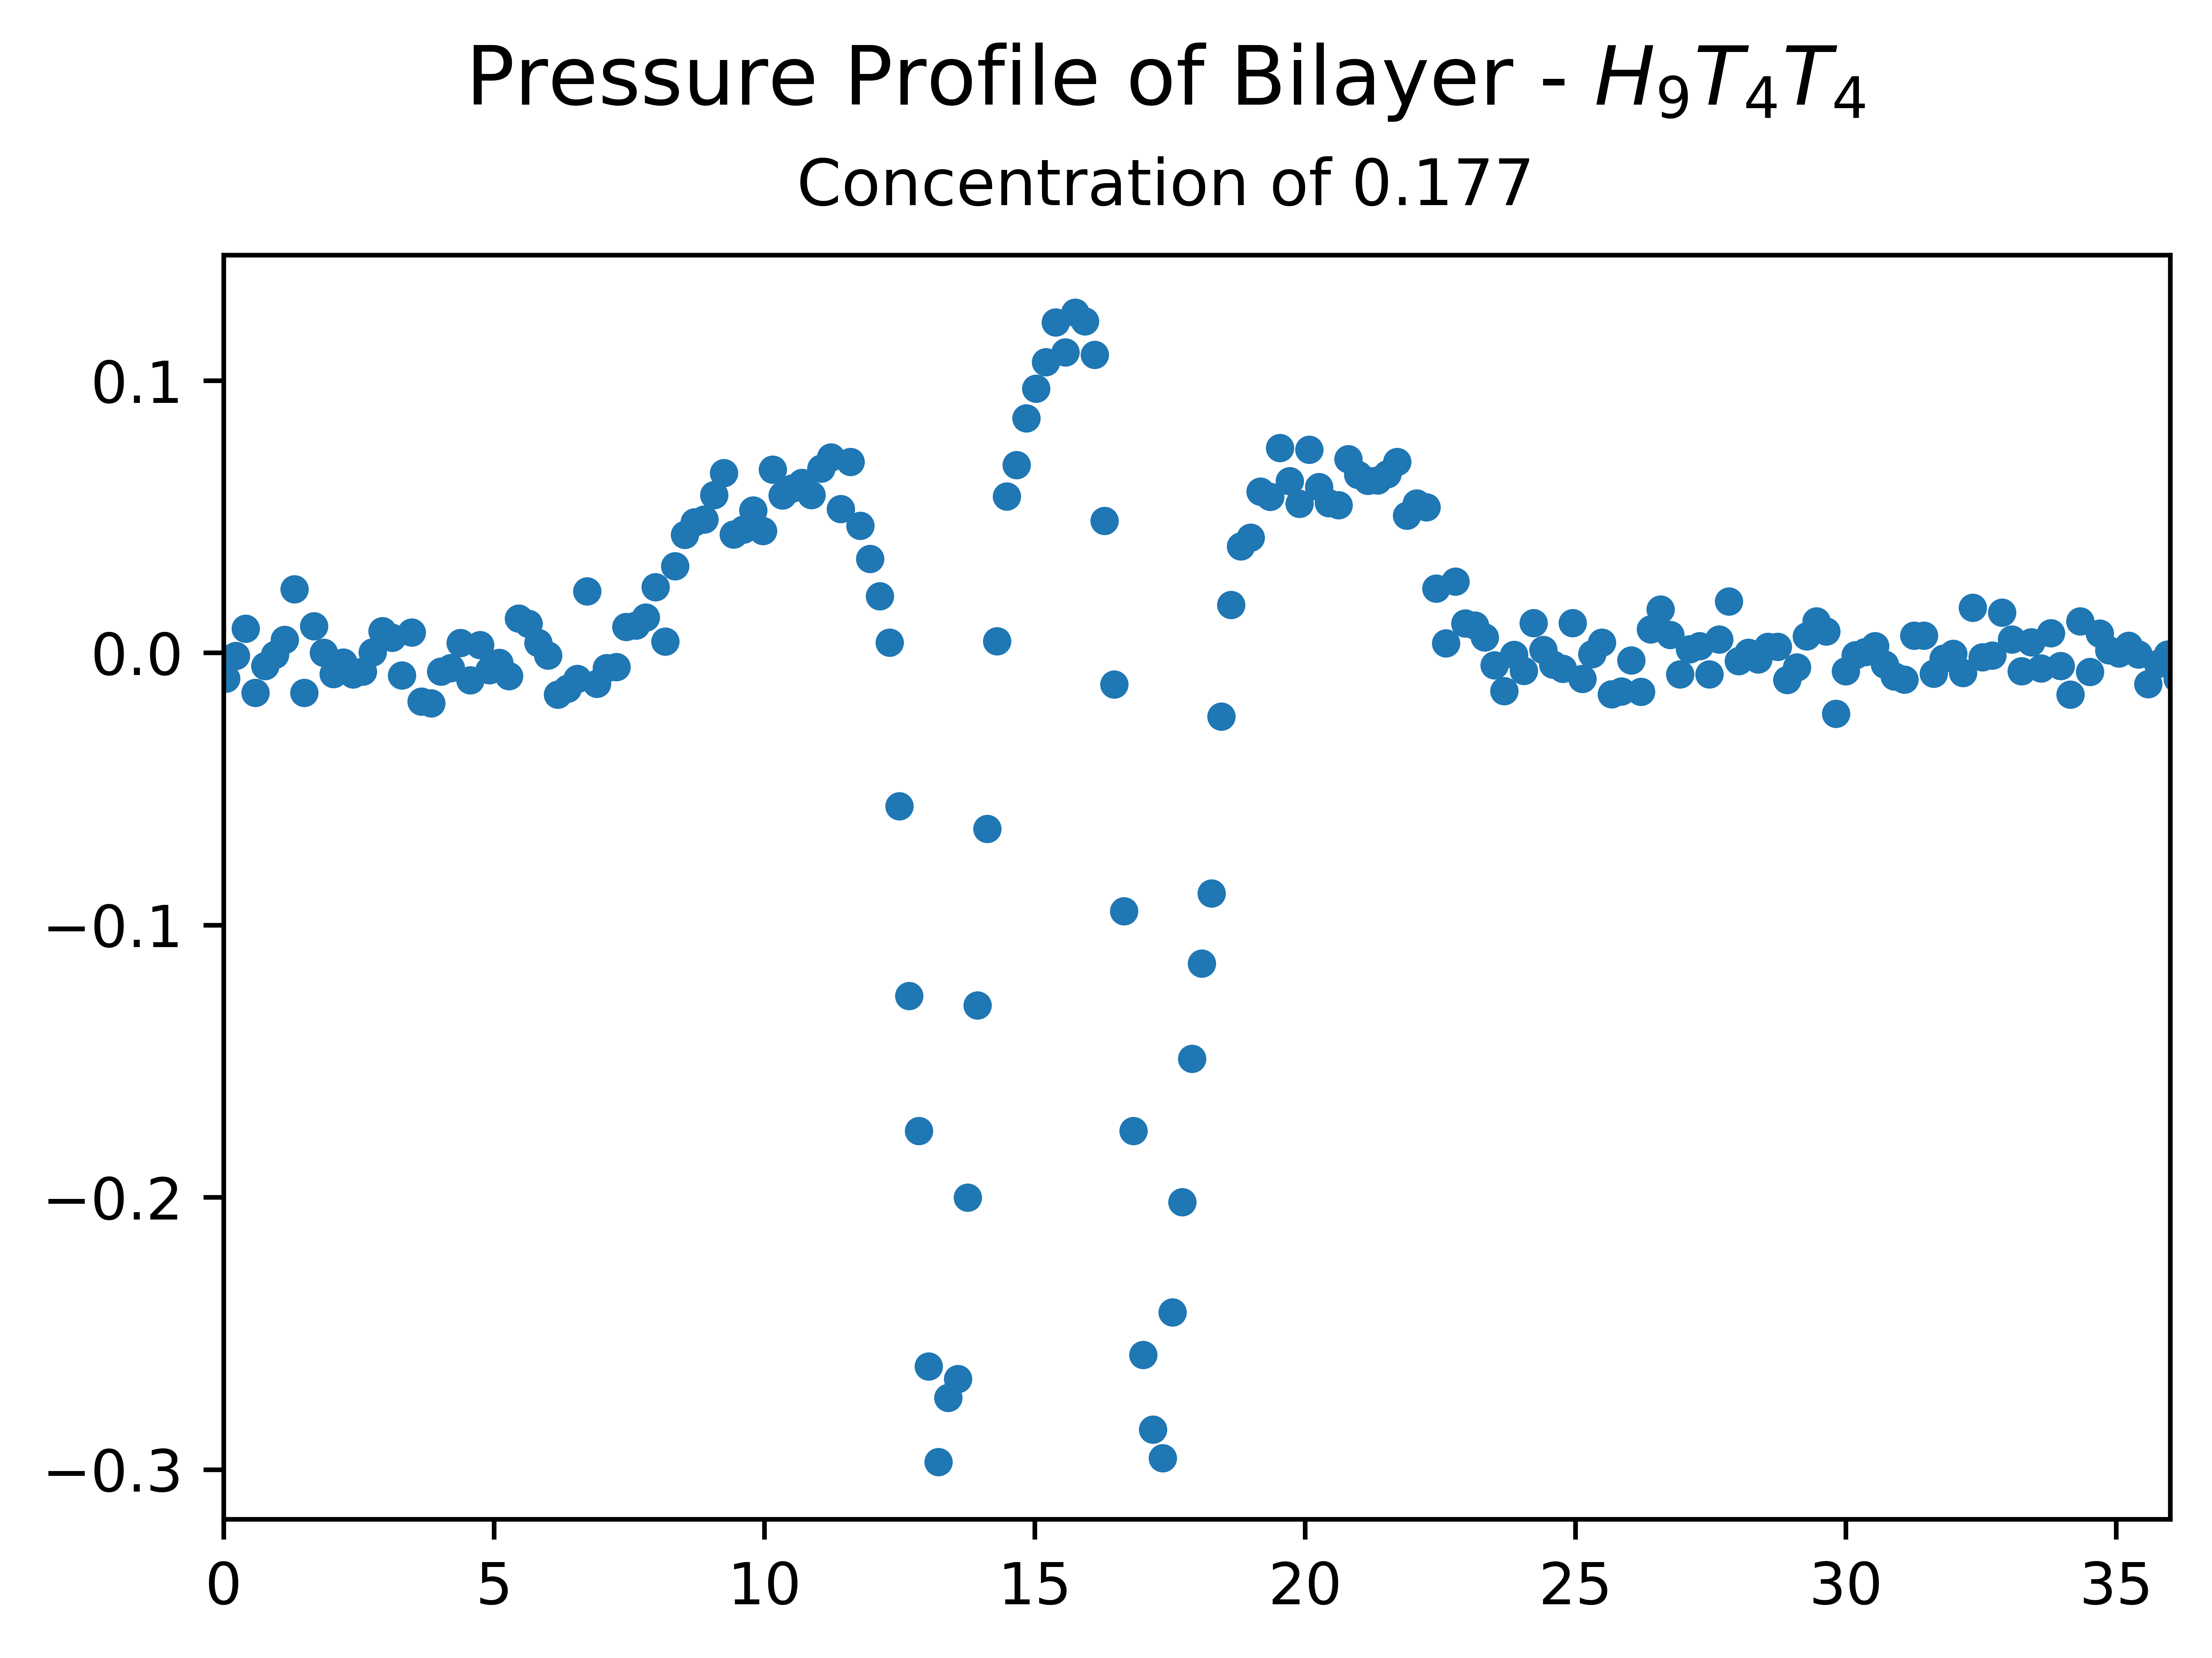 Pressure Profile of Bilayer - H₉T₄T₄
Concentration of 0.177
0.1
0.0
−0.1
−0.2
−0.3
0 5 10 15 20 25 30 35